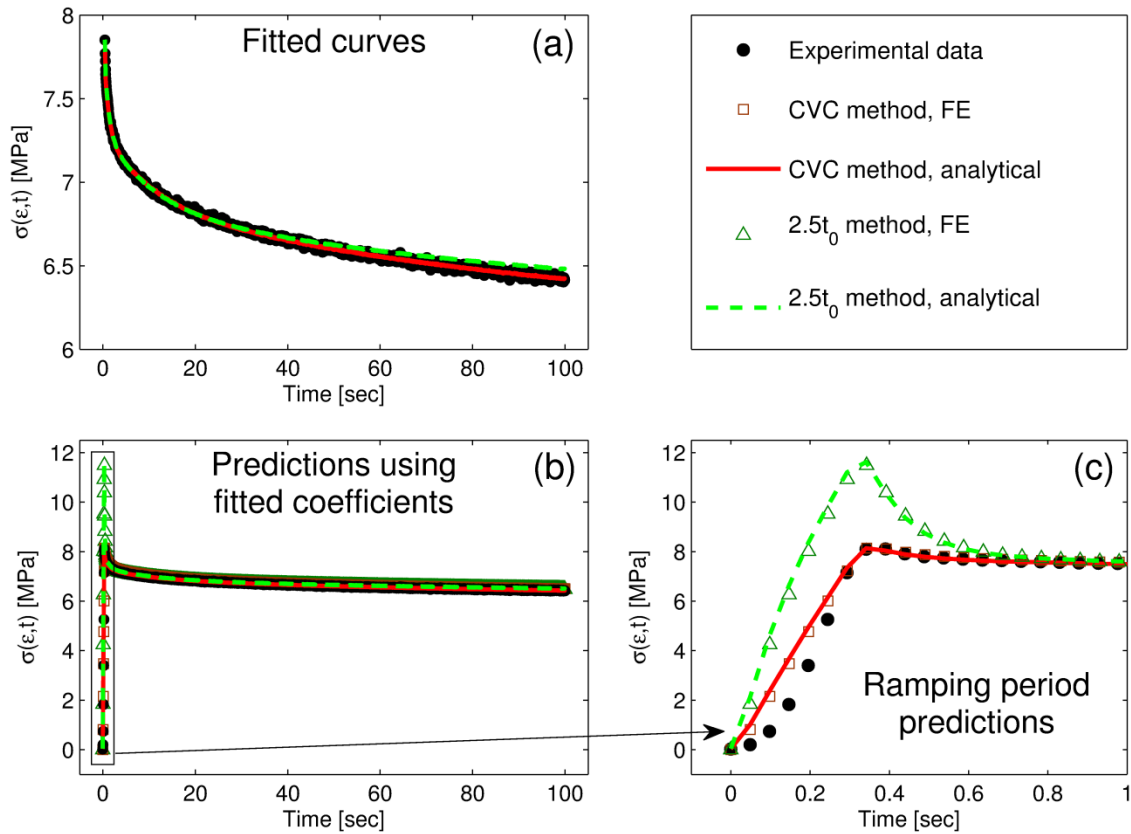 Fitted curves
(a)
8
7.5
7
6.5
6
σ(ε,t) [MPa]
0 20 40 60 80 100
Time [sec]
Experimental data
CVC method, FE
CVC method, analytical
2.5t₀ method, FE
2.5t₀ method, analytical
Predictions using
fitted coefficients
(b)
12
10
8
6
4
2
0
σ(ε,t) [MPa]
0 20 40 60 80 100
Time [sec]
(c)
12
10
8
6
4
2
0
σ(ε,t) [MPa]
Ramping period
predictions
0 0.2 0.4 0.6 0.8 1
Time [sec]